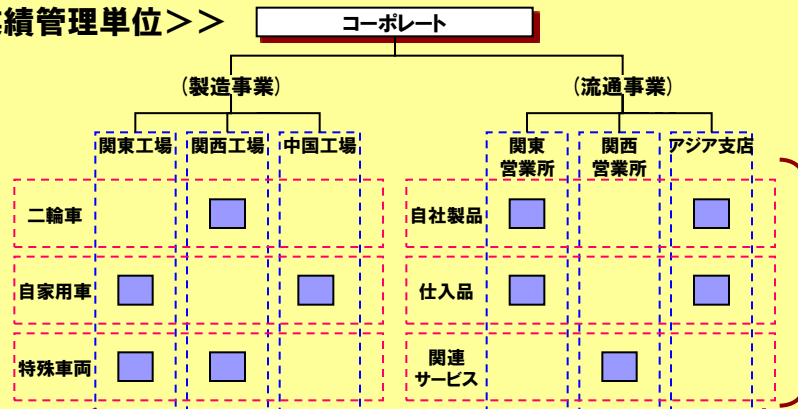 績管理単位>>
コーポレート
(製造事業)
(流通事業)
関東工場
関西工場
中国工場
関東
営業所
関西
営業所
アジア支店
二輪車
自社製品
自家用車
仕入品
特殊車両
関連
サービス